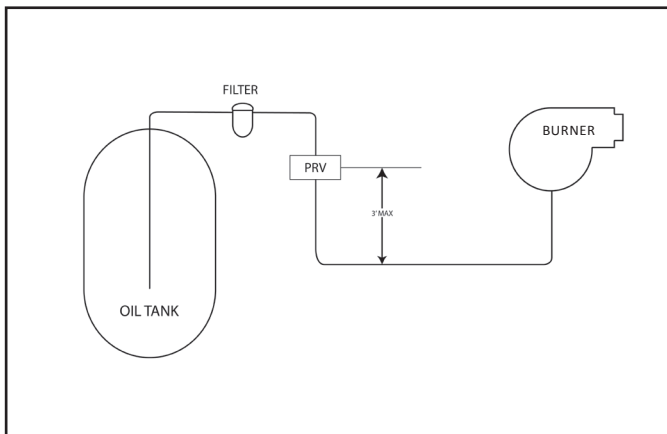 FILTER
BURNER
PRV
3' MAX
OIL TANK